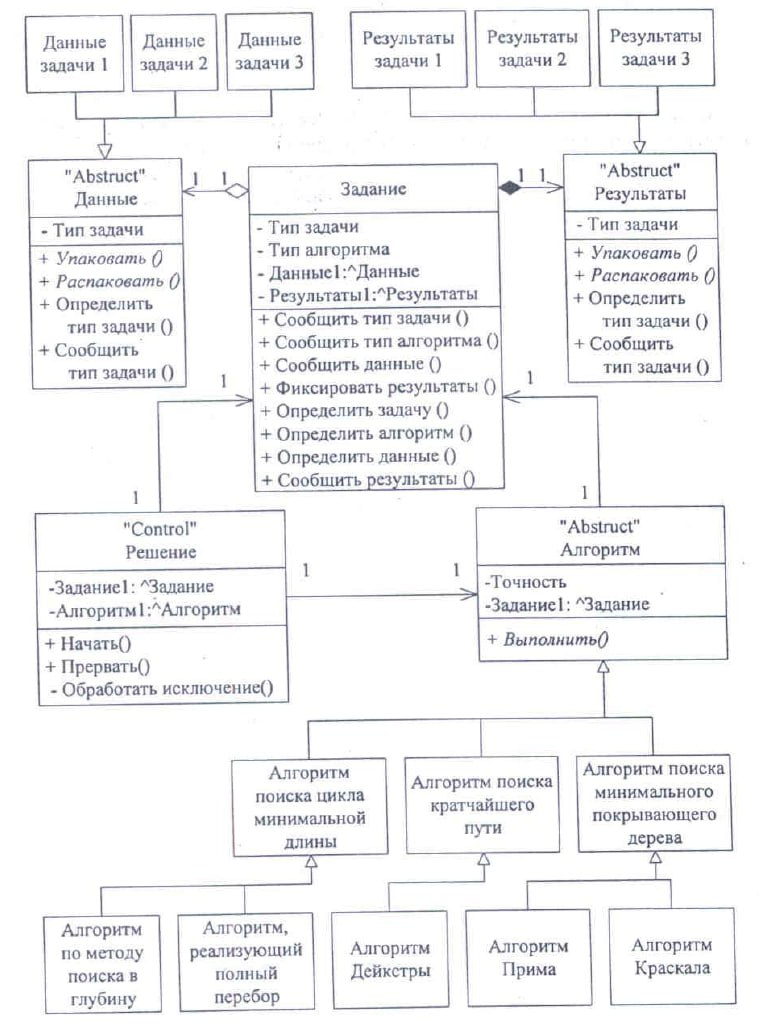 Данные
задачи 1
Данные
задачи 2
Данные
задачи 3
Результаты
задачи 1
Результаты
задачи 2
Результаты
задачи 3
"Abstruct"
Данные
- Тип задачи
+ Упаковать ()
+ Распаковать ()
+ Определить
тип задачи ()
+ Сообщить
тип задачи ()
1
1
Задание
- Тип задачи
- Тип алгоритма
- Данные1:^Данные
- Результаты1:^Результаты
+ Сообщить тип задачи ()
+ Сообщить тип алгоритма ()
+ Сообщить данные ()
+ Фиксировать результаты ()
+ Определить задачу ()
+ Определить алгоритм ()
+ Определить данные ()
+ Сообщить результаты ()
1
1
"Abstruct"
Результаты
- Тип задачи
+ Упаковать ()
+ Распаковать ()
+ Определить
тип задачи ()
+ Сообщить
тип задачи ()
1
1
1
1
"Control"
Решение
-Задание1: ^Задание
-Алгоритм1:^Алгоритм
+ Начать()
+ Прервать()
- Обработать исключение()
1
1
"Abstruct"
Алгоритм
-Точность
-Задание1: ^Задание
+ Выполнить()
Алгоритм
поиска цикла
минимальной
длины
Алгоритм поиска
кратчайшего
пути
Алгоритм поиска
минимального
покрывающего
дерева
Алгоритм
по методу
поиска в
глубину
Алгоритм,
реализующий
полный
перебор
Алгоритм
Дейкстры
Алгоритм
Прима
Алгоритм
Краскала